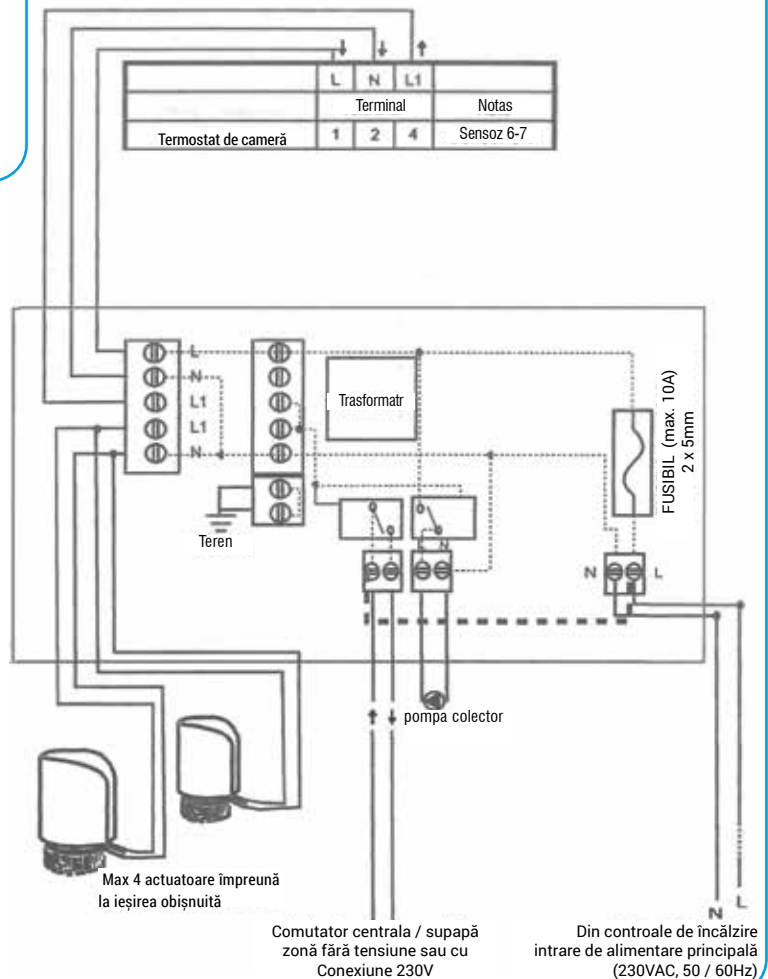 L N L1
Terminal Notas
Termostat de cameră 1 2 4 Sensoz 6-7
L
N
L1
L1
N
Trasformatr
FUSIBIL (max. 10A)
2 x 5mm
Teren
L N
N L
pompa colector
Max 4 actuatoare împreună
la ieșirea obișnuită
N L
Comutator centrala / supapă
zonă fără tensiune sau cu
Conexiune 230V
Din controale de încălzire
intrare de alimentare principală
(230VAC, 50 / 60Hz)